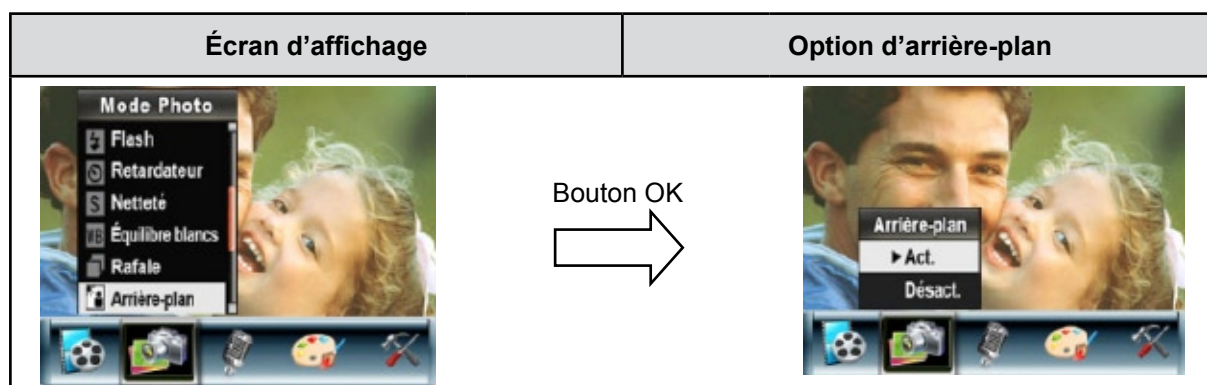 Écran d’affichage
Option d’arrière-plan
Mode Photo
Flash
Retardateur
S Netteté
WB Équilibre blancs
Rafale
Arrière-plan
Bouton OK
Arrière-plan
Act.
Désact.